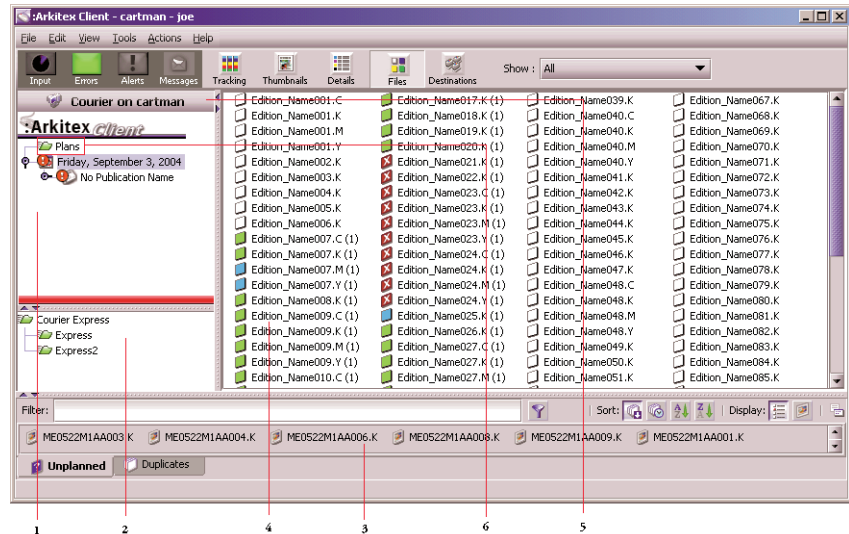 :Arkitex Client - cartman - joe
File Edit View Tools Actions Help
Input Errors Alerts Messages Tracking Thumbnails Details Files Destinations Show : All
Courier on cartman
:Arkitex Client
Plans
Friday, September 3, 2004
No Publication Name
Courier Express
Express
Express2
Edition_Name001.C
Edition_Name001.K
Edition_Name001.M
Edition_Name001.Y
Edition_Name002.K
Edition_Name003.K
Edition_Name004.K
Edition_Name005.K
Edition_Name006.K
Edition_Name007.C (1)
Edition_Name007.K (1)
Edition_Name007.M (1)
Edition_Name007.Y (1)
Edition_Name008.K (1)
Edition_Name009.C (1)
Edition_Name009.K (1)
Edition_Name009.M (1)
Edition_Name009.Y (1)
Edition_Name010.C (1)
Edition_Name017.K (1)
Edition_Name018.K (1)
Edition_Name019.K (1)
Edition_Name020.K (1)
Edition_Name021.K (1)
Edition_Name022.K (1)
Edition_Name023.C (1)
Edition_Name023.K (1)
Edition_Name023.M (1)
Edition_Name023.Y (1)
Edition_Name024.C (1)
Edition_Name024.K (1)
Edition_Name024.M (1)
Edition_Name024.Y (1)
Edition_Name025.K (1)
Edition_Name026.K (1)
Edition_Name027.C (1)
Edition_Name027.K (1)
Edition_Name027.M (1)
Edition_Name039.K
Edition_Name040.C
Edition_Name040.K
Edition_Name040.M
Edition_Name040.Y
Edition_Name041.K
Edition_Name042.K
Edition_Name043.K
Edition_Name044.K
Edition_Name045.K
Edition_Name046.K
Edition_Name047.K
Edition_Name048.C
Edition_Name048.K
Edition_Name048.M
Edition_Name048.Y
Edition_Name049.K
Edition_Name050.K
Edition_Name051.K
Edition_Name067.K
Edition_Name068.K
Edition_Name069.K
Edition_Name070.K
Edition_Name071.K
Edition_Name072.K
Edition_Name073.K
Edition_Name074.K
Edition_Name075.K
Edition_Name076.K
Edition_Name077.K
Edition_Name078.K
Edition_Name079.K
Edition_Name080.K
Edition_Name081.K
Edition_Name082.K
Edition_Name083.K
Edition_Name084.K
Edition_Name085.K
Filter: Sort: Display:
ME0522M1AA003.K ME0522M1AA004.K ME0522M1AA006.K ME0522M1AA008.K ME0522M1AA009.K ME0522M1AA001.K
Unplanned Duplicates
1 2 4 3 6 5